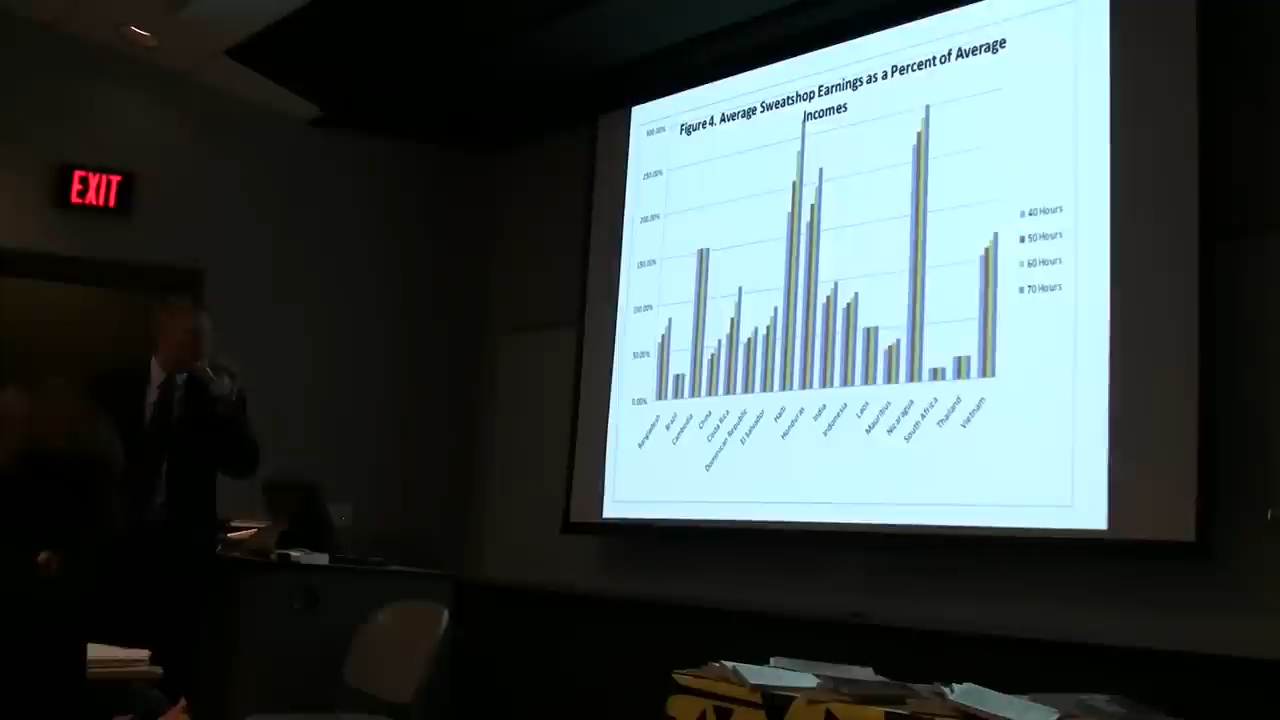 EXIT
Figure 4. Average Sweatshop Earnings as a Percent of Average
Incomes
300.00%
250.00%
200.00%
150.00%
100.00%
50.00%
0.00%
Bangladesh
Brazil
Cambodia
China
Costa Rica
Dominican Republic
El Salvador
Haiti
Honduras
India
Indonesia
Laos
Mauritius
Nicaragua
South Africa
Thailand
Vietnam
40 Hours
50 Hours
60 Hours
70 Hours